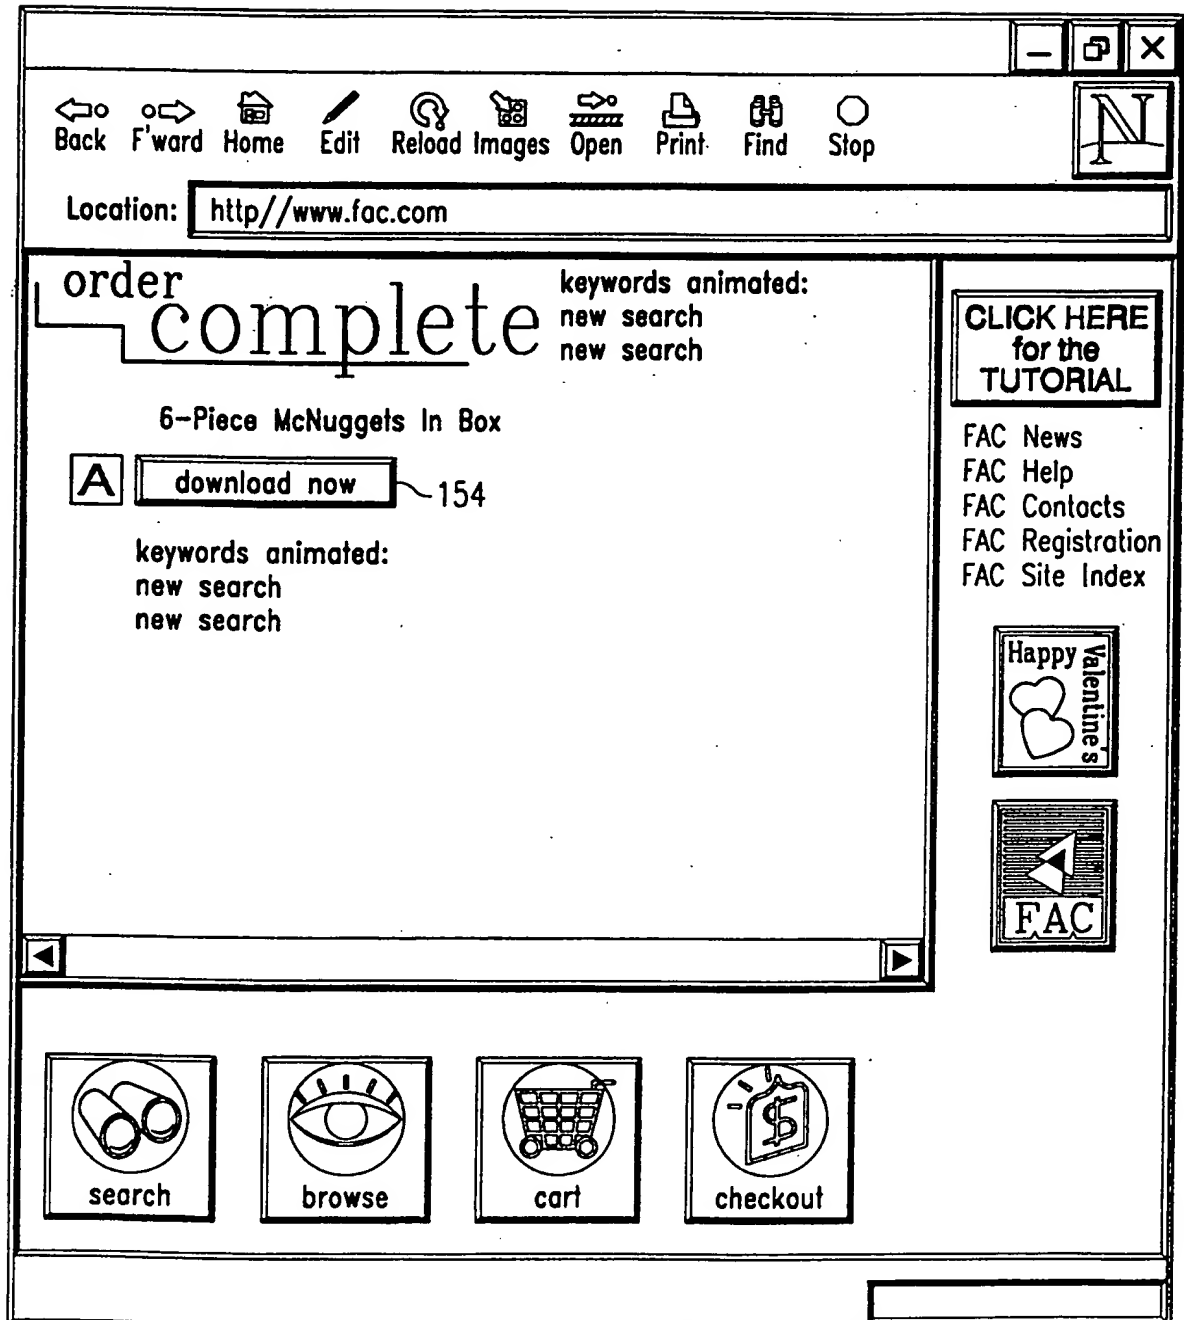 Back F'ward Home Edit Reload Images Open Print Find Stop
N
Location: http//www.fac.com
order
complete
keywords animated:
new search
new search
6-Piece McNuggets In Box
A download now 154
keywords animated:
new search
new search
CLICK HERE
for the
TUTORIAL
FAC News
FAC Help
FAC Contacts
FAC Registration
FAC Site Index
Happy
Valentine's
FAC
search browse cart checkout
$